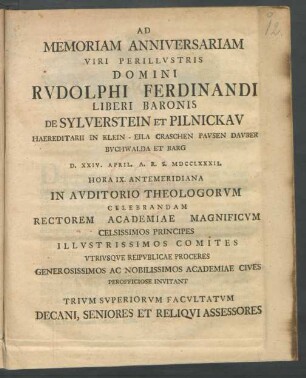 AD
MEMORIAM ANNIVERSARIAM
VIRI PERILLVSTRIS
DOMINI
RVDOLPHI FERDINANDI
LIBERI BARONIS
DE SYLVERSTEIN ET PILNICKAV
HAEREDITARII IN KLEIN-EILA CRASCHEN PAVSEN DAVBER
BVCHWALDA ET BARG
D. XXIV. APRIL. A. R. S. MDCCLXXXII.
HORA IX. ANTEMERIDIANA
IN AVDITORIO THEOLOGORVM
CELEBRANDAM
RECTOREM ACADEMIAE MAGNIFICVM
CELSISSIMOS PRINCIPES
ILLVSTRISSIMOS COMITES
VTRIVSQVE REIPVBLICAE PROCERES
GENEROSISSIMOS AC NOBILISSIMOS ACADEMIAE CIVES
PEROFFICIOSE INVITANT
TRIVM SVPERIORVM FACVLTATVM
DECANI, SENIORES ET RELIQVI ASSESSORES